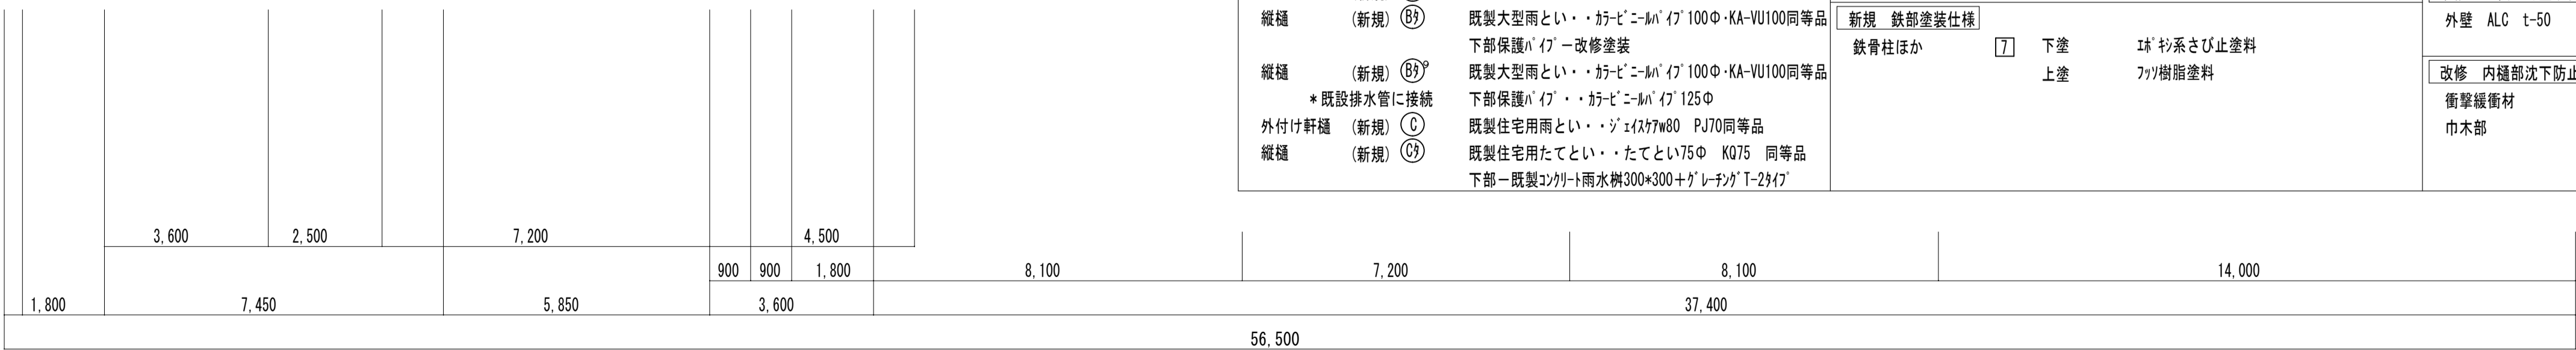 縦樋 (新規) Bタ 既製大型雨とい・・ｶﾗｰﾋﾞﾆｰﾙﾊﾟｲﾌﾟ100Φ･KA-VU100同等品
下部保護ﾊﾟｲﾌﾟー改修塗装
縦樋 (新規) Bタ 既製大型雨とい・・ｶﾗｰﾋﾞﾆｰﾙﾊﾟｲﾌﾟ100Φ･KA-VU100同等品
＊既設排水管に接続 下部保護ﾊﾟｲﾌﾟ・・ｶﾗｰﾋﾞﾆｰﾙﾊﾟｲﾌﾟ125Φ
外付け軒樋 (新規) C 既製住宅用雨とい・・ｼﾞｪｲｽｹｱw80 PJ70同等品
縦樋 (新規) Cタ 既製住宅用たてとい・・たてとい75Φ KQ75 同等品
下部ー既製ｺﾝｸﾘｰﾄ雨水桝300*300＋ｸﾞﾚｰﾁﾝｸﾞT-2ﾀｲﾌﾟ
新規 鉄部塗装仕様
鉄骨柱ほか 7 下塗 ｴﾎﾟｷｼ系さび止塗料
上塗 ﾌｯｿ樹脂塗料
外壁 ALC t-50
改修 内樋部沈下防止
衝撃緩衝材
巾木部
3,600 2,500 7,200 4,500
900 900 1,800 8,100 7,200 8,100 14,000
1,800 7,450 5,850 3,600 37,400
56,500